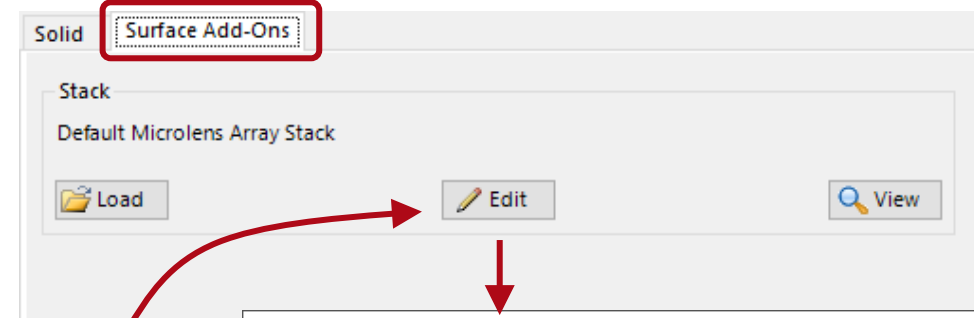 Solid Surface Add-Ons
Stack
Default Microlens Array Stack
Load Edit View